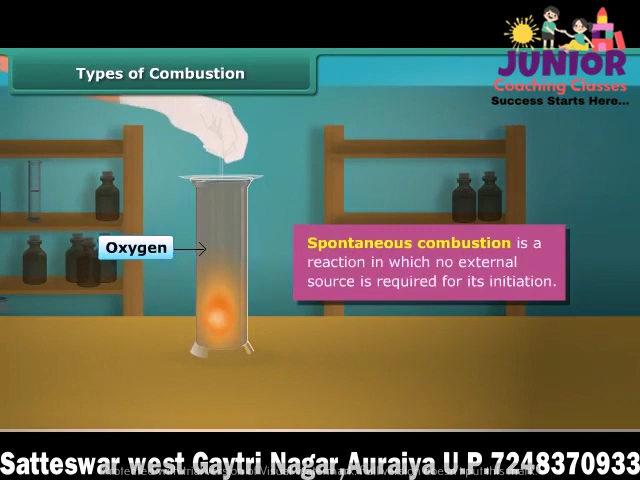 JUNIOR
Coaching Classes
Success Starts Here...
Types of Combustion
Oxygen
Spontaneous combustion is a
reaction in which no external
source is required for its initiation.
Satteswar west Gaytri Nagar,Auraiya U.P.7248370933